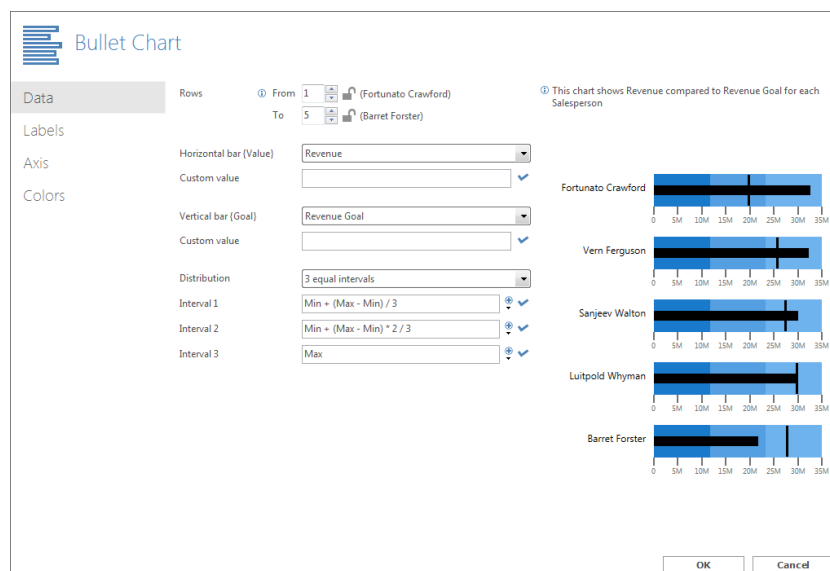 Bullet Chart
Data
Labels
Axis
Colors
Rows From 1 (Fortunato Crawford)
To 5 (Barret Forster)
Horizontal bar (Value) Revenue
Custom value
Vertical bar (Goal) Revenue Goal
Custom value
Distribution 3 equal intervals
Interval 1 Min + (Max - Min) / 3
Interval 2 Min + (Max - Min) * 2 / 3
Interval 3 Max
This chart shows Revenue compared to Revenue Goal for each
Salesperson
Fortunato Crawford
0 5M 10M 15M 20M 25M 30M 35M
Vern Ferguson
0 5M 10M 15M 20M 25M 30M 35M
Sanjeev Walton
0 5M 10M 15M 20M 25M 30M 35M
Luitpold Whyman
0 5M 10M 15M 20M 25M 30M 35M
Barret Forster
0 5M 10M 15M 20M 25M 30M 35M
OK Cancel